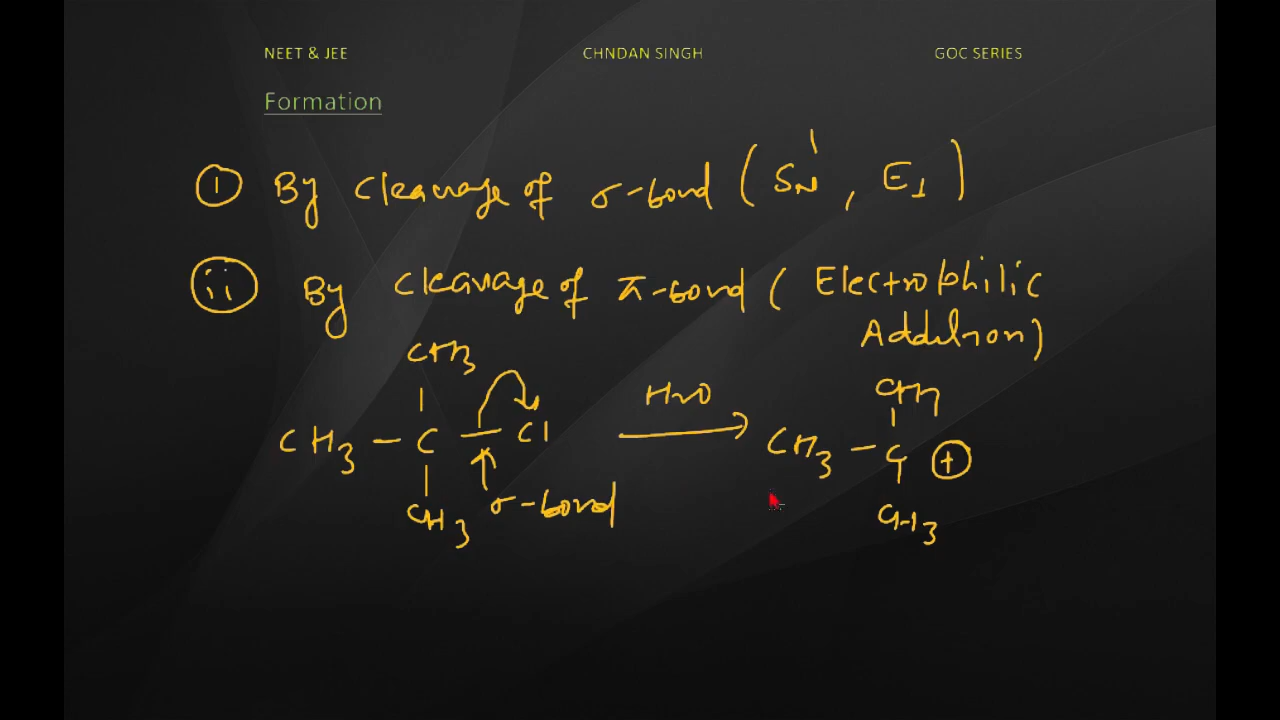 NEET & JEE CHNDAN SINGH GOC SERIES
Formation
① By cleavage of σ-bond (SN¹, E1)
ii By cleavage of π-bond ( Electrophilic
Addition)
CH3
CH3 — C — Cl
CH3
σ-bond
H2O
CH3
CH3 — C ⊕
CH3